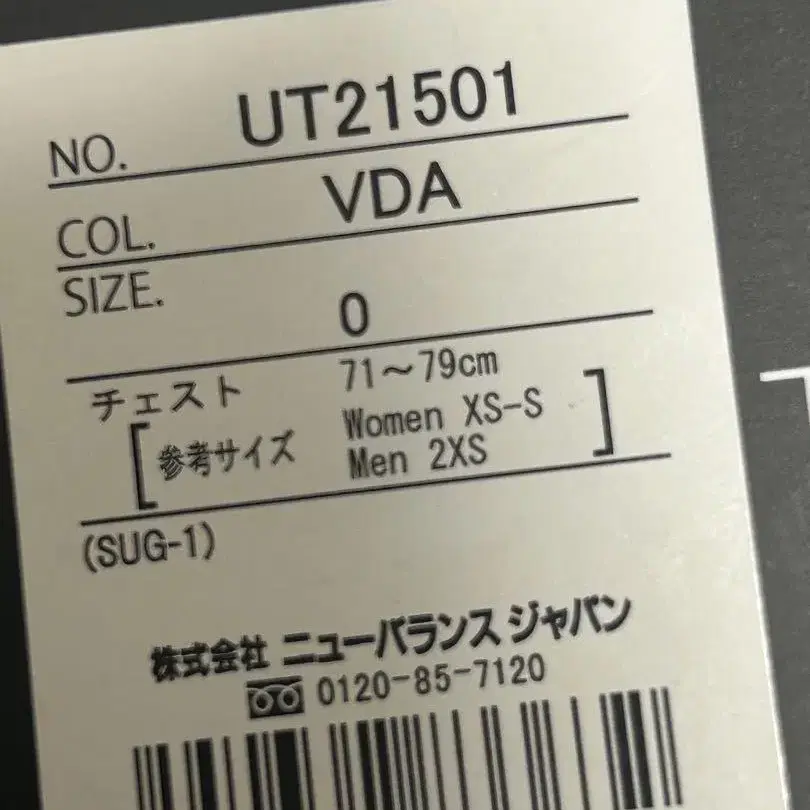 NO. UT21501
COL. VDA
SIZE. 0
チェスト 71〜79cm
[参考サイズ Women XS-S
Men 2XS]
(SUG-1)
株式会社 ニューバランス ジャパン
0120-85-7120